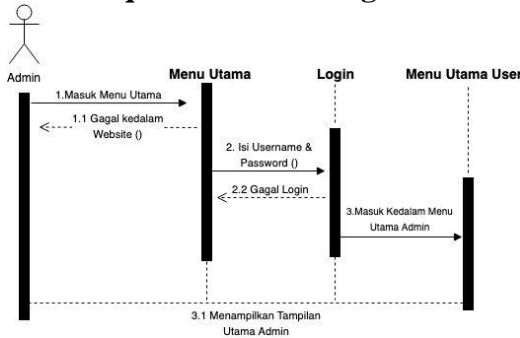 Admin
Menu Utama
Login
Menu Utama User
1.Masuk Menu Utama
1.1 Gagal kedalam
Website ()
2. Isi Username &
Password ()
2.2 Gagal Login
3.Masuk Kedalam Menu
Utama Admin
3.1 Menampilkan Tampilan
Utama Admin